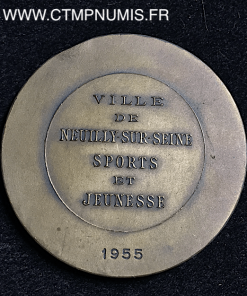 WWW.CTMPNUMIS.FR
VILLE
DE
NEUILLY-SUR-SEINE
SPORTS
ET
JEUNESSE
1955